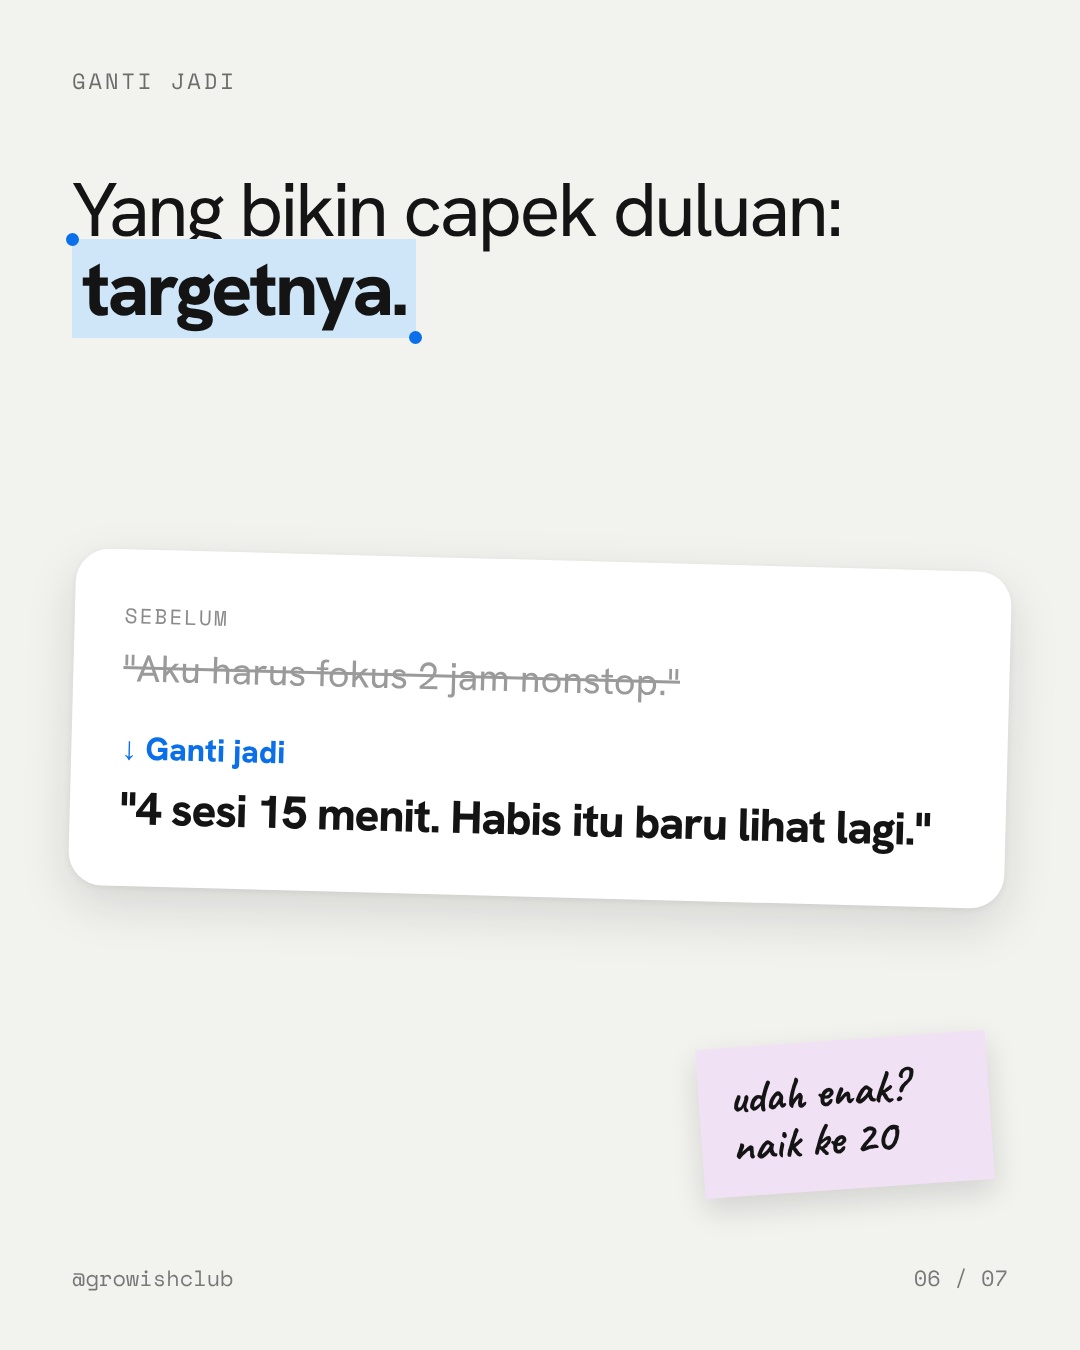 GANTI JADI
Yang bikin capek duluan:
targetnya.
SEBELUM
"Aku harus fokus 2 jam nonstop."
↓ Ganti jadi
"4 sesi 15 menit. Habis itu baru lihat lagi."
udah enak?
naik ke 20
@growishclub
06 / 07